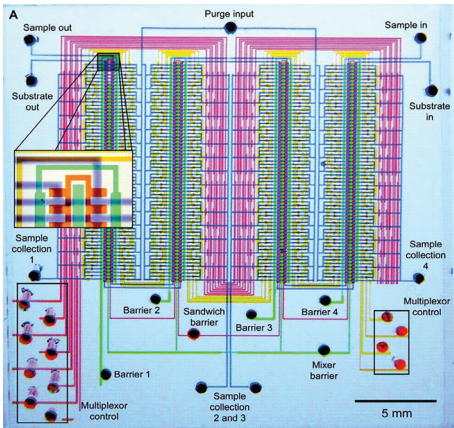 A
Purge input
Sample out
Sample in
Substrate
out
Substrate
in
Sample
collection
1
Sample
collection
4
Barrier 2
Sandwich
barrier
Barrier 3
Barrier 4
Multiplexor
control
Barrier 1
Mixer
barrier
Multiplexor
control
Sample
collection
2 and 3
5 mm